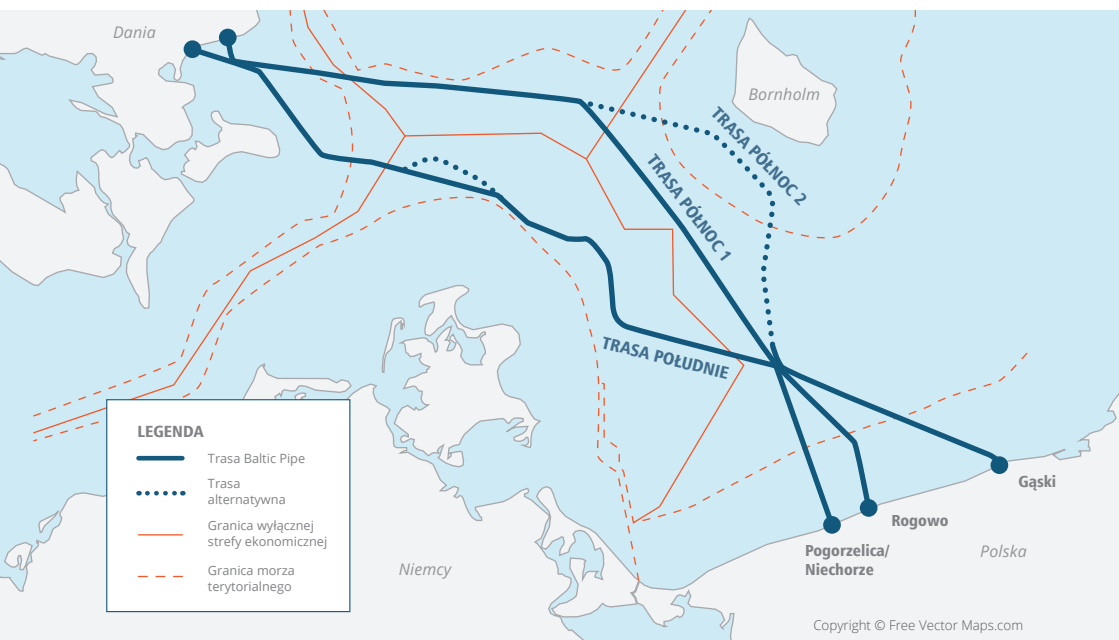 Dania
Bornholm
TRASA PÓŁNOC 2
TRASA PÓŁNOC 1
TRASA POŁUDNIE
LEGENDA
Trasa Baltic Pipe
Trasa
alternatywna
Granica wyłącznej
strefy ekonomicznej
Granica morza
terytorialnego
Niemcy
Gąski
Rogowo
Pogorzelica/
Niechorze
Polska
Copyright © Free Vector Maps.com